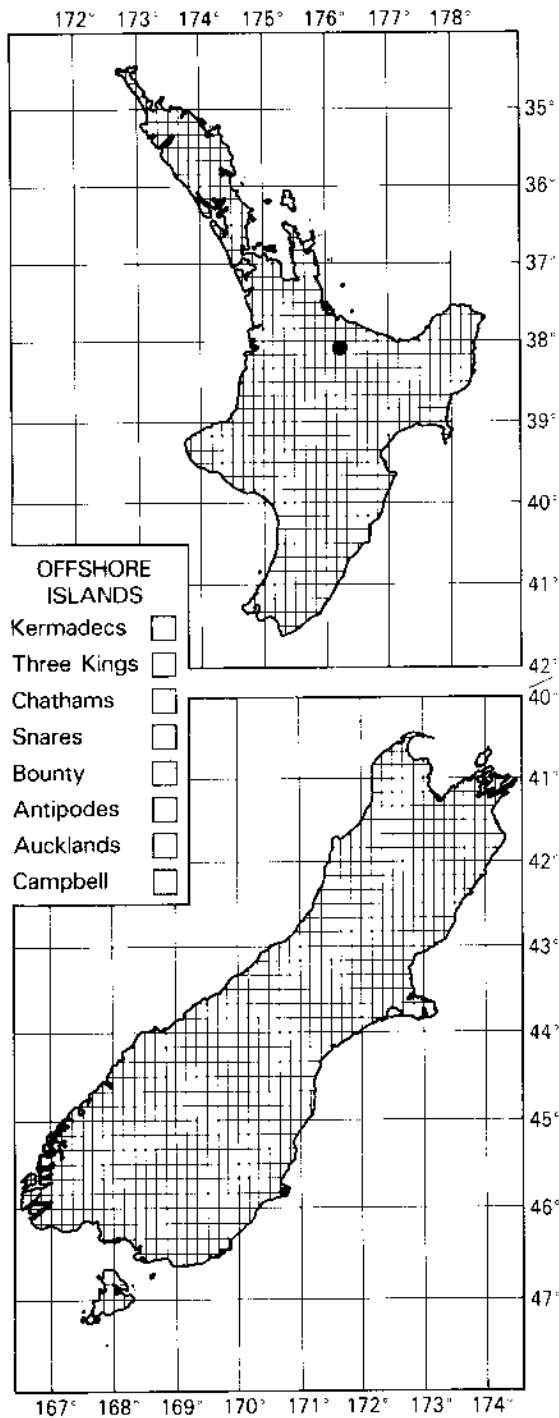 172° 173° 174° 175° 176° 177° 178°
35°
36°
37°
38°
39°
40°
41°
42°
OFFSHORE
ISLANDS
Kermadecs
Three Kings
Chathams
Snares
Bounty
Antipodes
Aucklands
Campbell
40°
41°
42°
43°
44°
45°
46°
47°
167° 168° 169° 170° 171° 172° 173° 174°